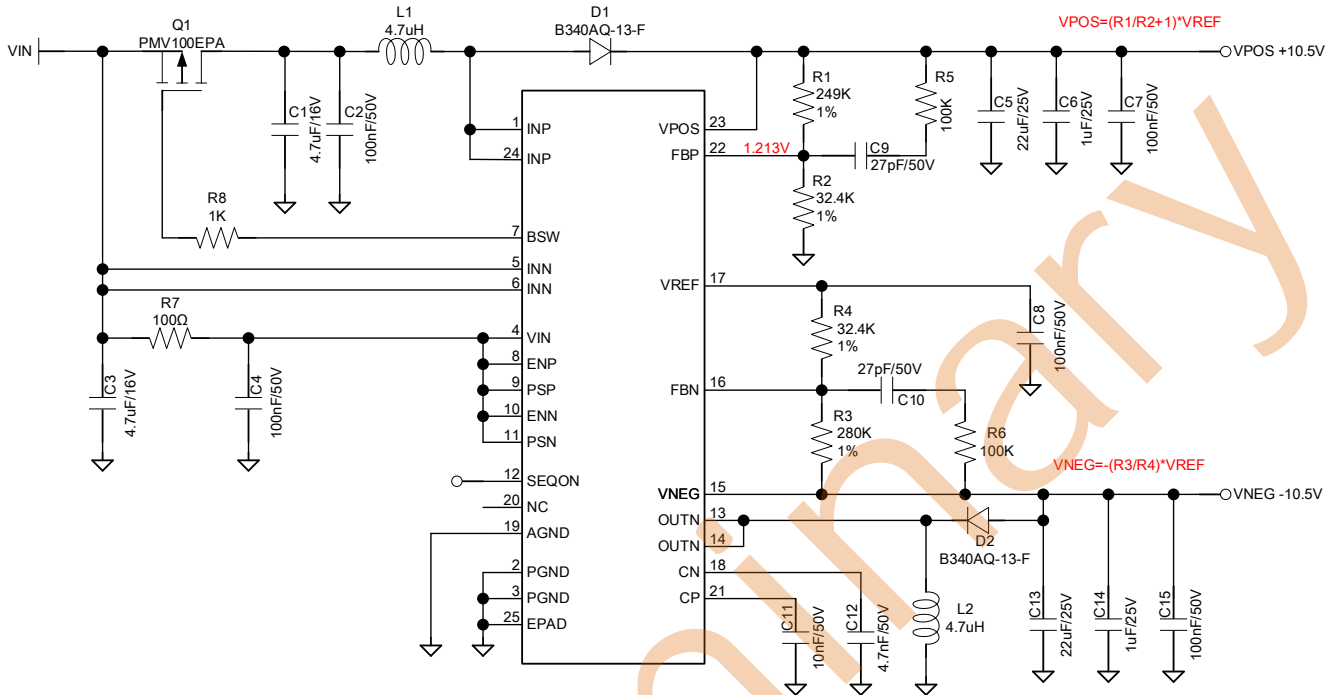 VIN
Q1
PMV100EPA
L1
4.7uH
D1
B340AQ-13-F
VPOS=(R1/R2+1)*VREF
VPOS +10.5V
C1
4.7uF/16V
C2
100nF/50V
R1
249K
1%
R5
100K
C5
22uF/25V
C6
1uF/25V
C7
100nF/50V
1
INP
24
INP
VPOS
23
FBP
22
1.213V
C9
27pF/50V
R2
32.4K
1%
R8
1K
7
BSW
5
INN
6
INN
VREF
17
R4
32.4K
1%
C8
100nF/50V
R7
100Ω
4
VIN
8
ENP
9
PSP
10
ENN
11
PSN
C3
4.7uF/16V
C4
100nF/50V
FBN
16
27pF/50V
C10
R3
280K
1%
R6
100K
VNEG=-(R3/R4)*VREF
12
SEQON
20
NC
19
AGND
VNEG
15
VNEG -10.5V
OUTN
13
OUTN
14
D2
B340AQ-13-F
2
PGND
3
PGND
25
EPAD
CN
18
CP
21
C11
10nF/50V
C12
4.7nF/50V
L2
4.7uH
C13
22uF/25V
C14
1uF/25V
C15
100nF/50V
inary